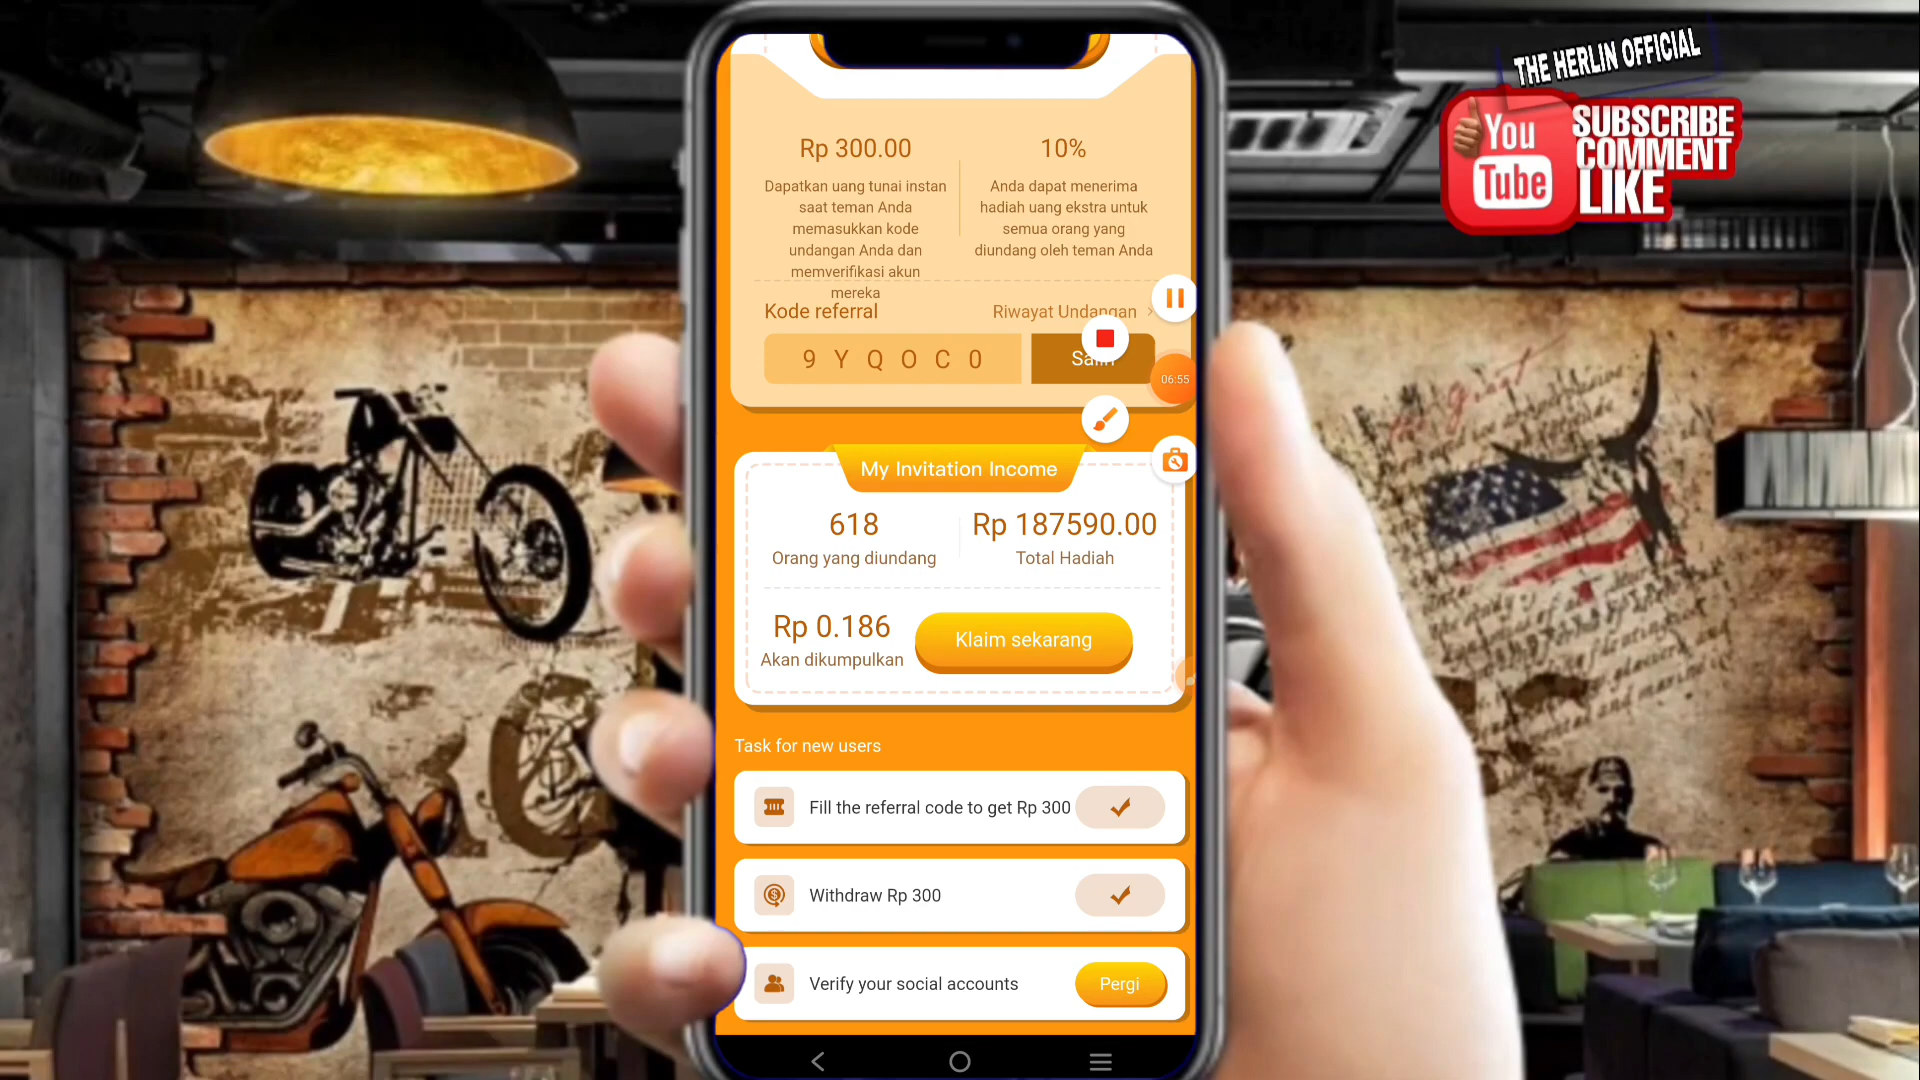 THE HERLIN OFFICIAL
You
Tube
SUBSCRIBE
COMMENT
LIKE
Rp 300.00
Dapatkan uang tunai instan
saat teman Anda
memasukkan kode
undangan Anda dan
memverifikasi akun
mereka
10%
Anda dapat menerima
hadiah uang ekstra untuk
semua orang yang
diundang oleh teman Anda
Kode referral
Riwayat Undangan
9 Y Q O C 0
06:55
My Invitation Income
618
Orang yang diundang
Rp 187590.00
Total Hadiah
Rp 0.186
Akan dikumpulkan
Klaim sekarang
Task for new users
Fill the referral code to get Rp 300
Withdraw Rp 300
Verify your social accounts
Pergi